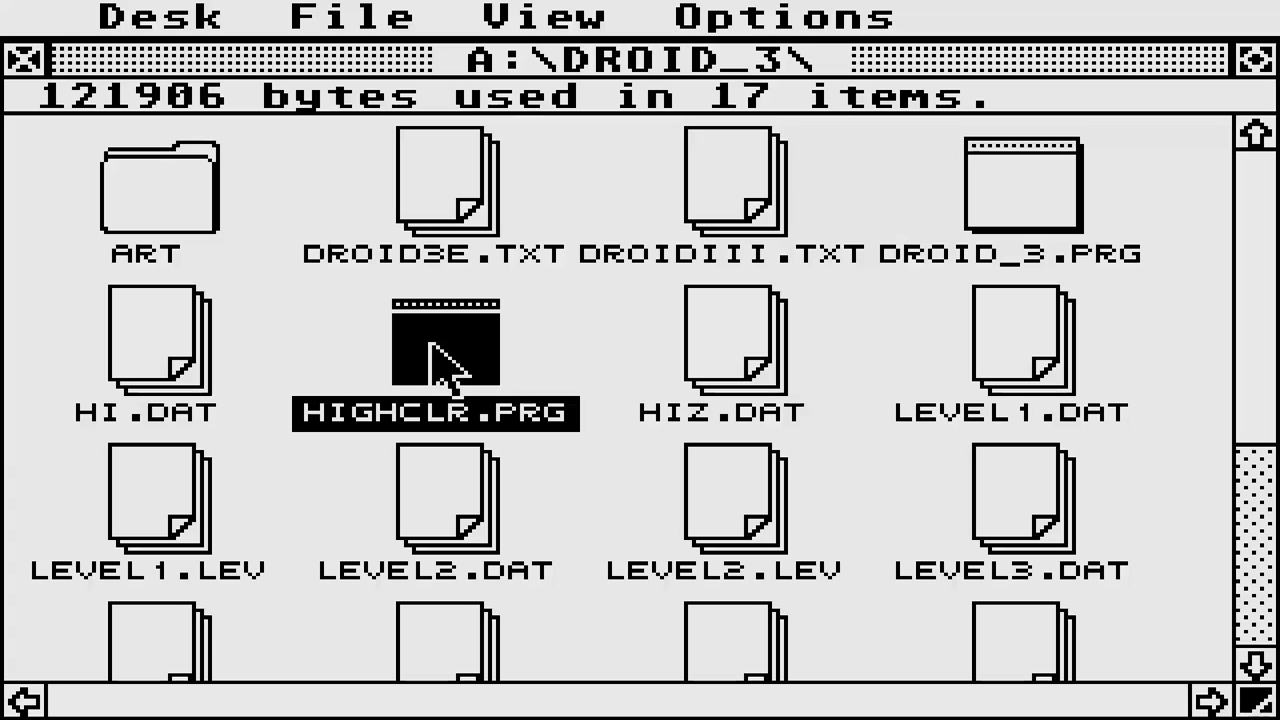 Desk File View Options
A:\DROID_3\
121906 bytes used in 17 items.
ART DROID3E.TXT DROIDIII.TXT DROID_3.PRG
HI.DAT HIGHCLR.PRG HIZ.DAT LEVEL1.DAT
LEVEL1.LEV LEVEL2.DAT LEVEL2.LEV LEVEL3.DAT